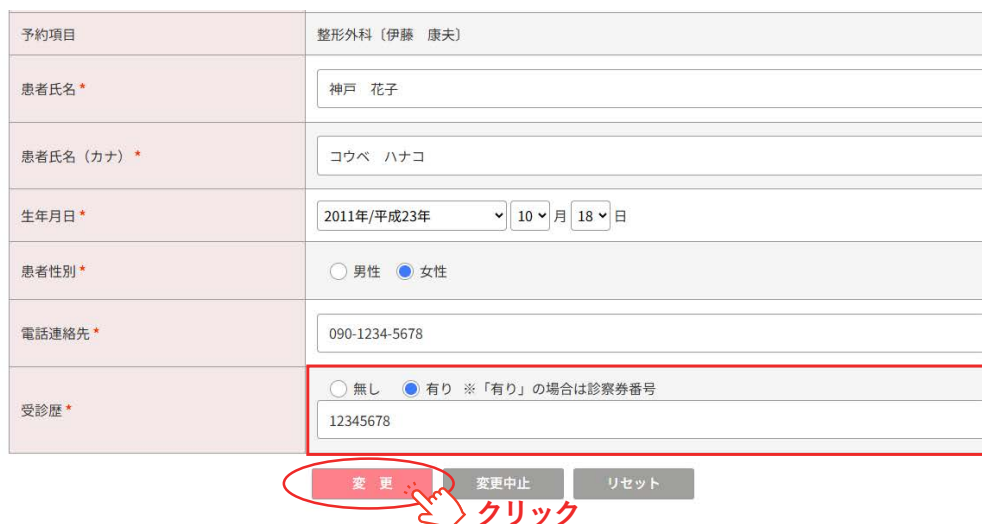 予約項目 整形外科〔伊藤　康夫〕
患者氏名* 神戸　花子
患者氏名（カナ）* コウベ　ハナコ
生年月日* 2011年/平成23年 10 月 18 日
患者性別* 男性 女性
電話連絡先* 090-1234-5678
受診歴* 無し 有り ※「有り」の場合は診察券番号
12345678
変　更 変更中止 リセット
クリック